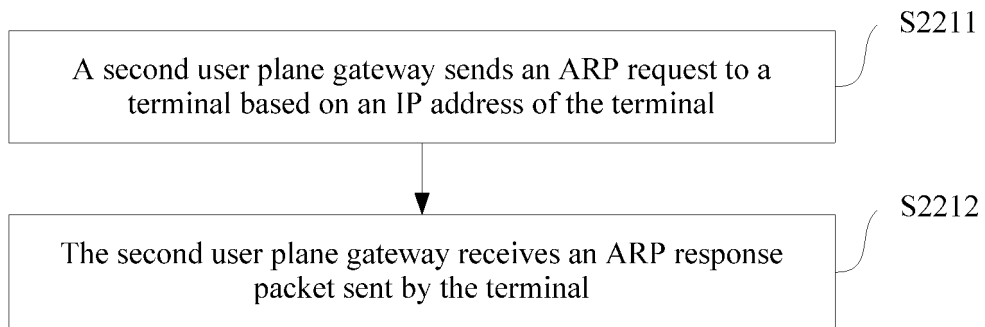 S2211
A second user plane gateway sends an ARP request to a
terminal based on an IP address of the terminal
S2212
The second user plane gateway receives an ARP response
packet sent by the terminal